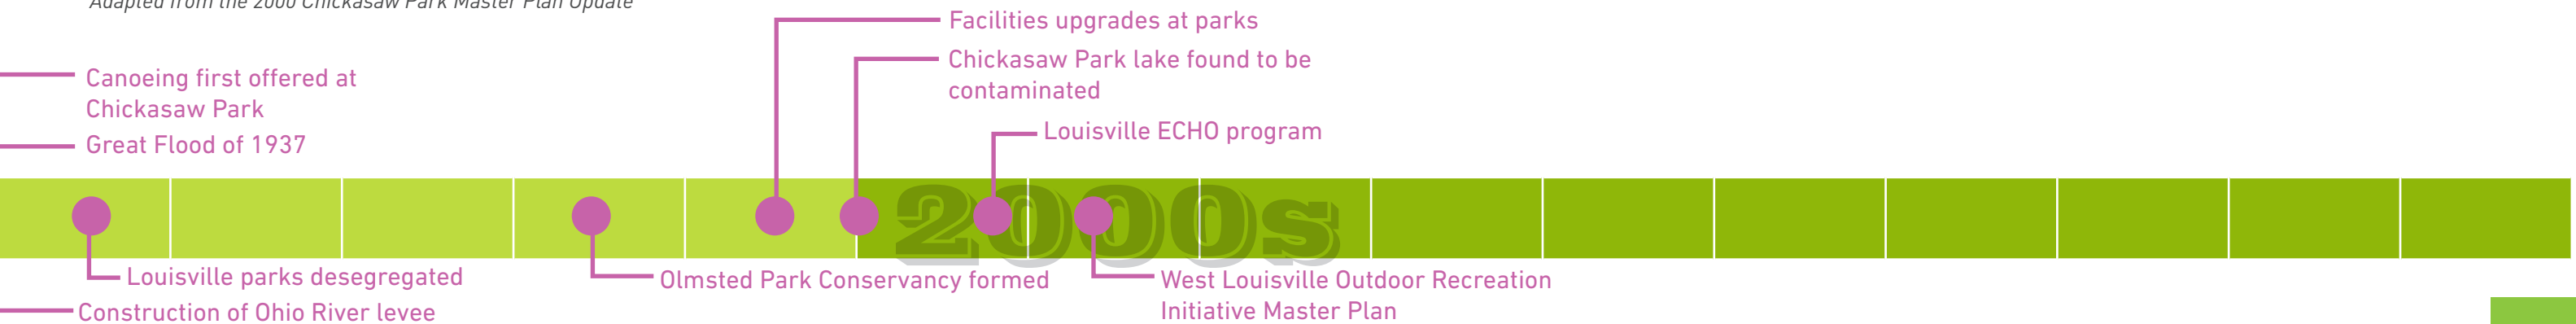 Adapted from the 2000 Chickasaw Park Master Plan Update
Facilities upgrades at parks
Chickasaw Park lake found to be
contaminated
Canoeing first offered at
Chickasaw Park
Great Flood of 1937
Louisville ECHO program
2000s
Louisville parks desegregated
Construction of Ohio River levee
Olmsted Park Conservancy formed
West Louisville Outdoor Recreation
Initiative Master Plan